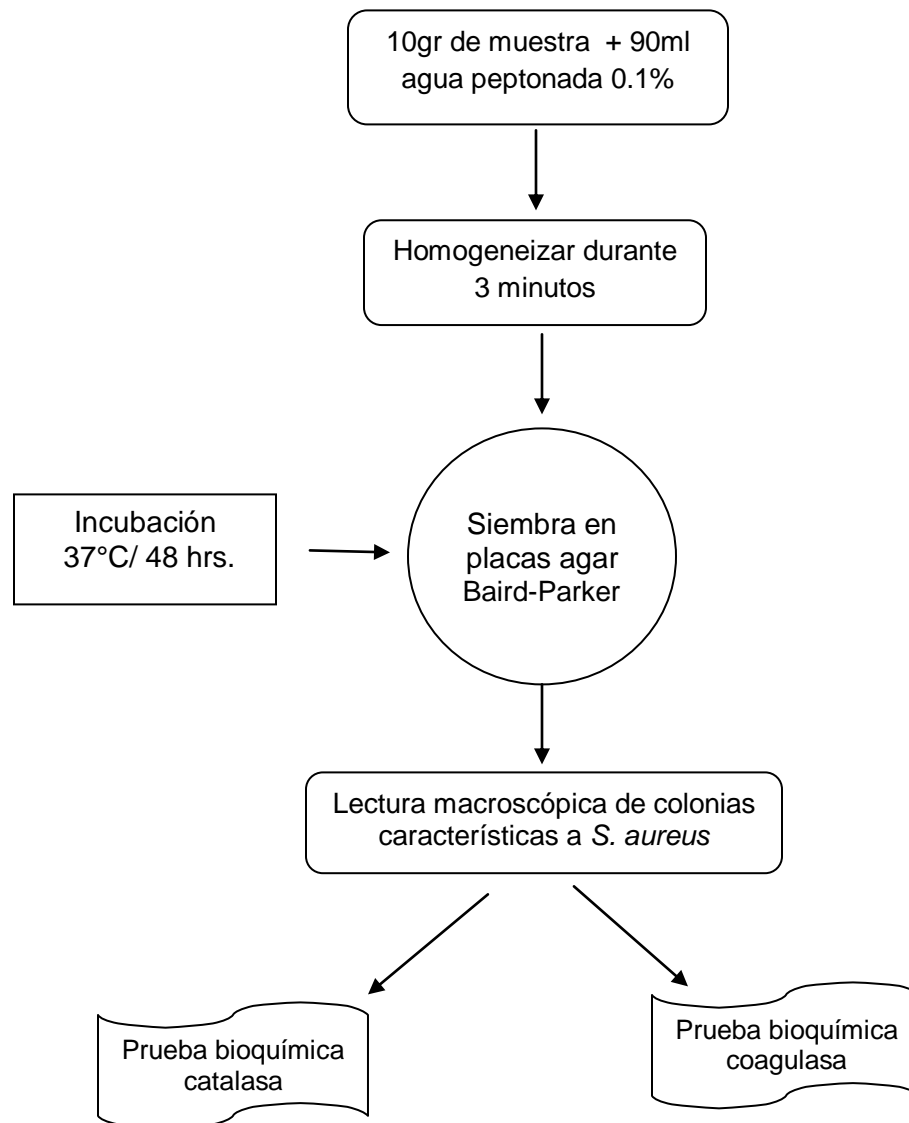 10gr de muestra + 90ml
agua peptonada 0.1%
Homogeneizar durante
3 minutos
Incubación
37°C/ 48 hrs.
Siembra en
placas agar
Baird-Parker
Lectura macroscópica de colonias
características a S. aureus
Prueba bioquímica
catalasa
Prueba bioquímica
coagulasa